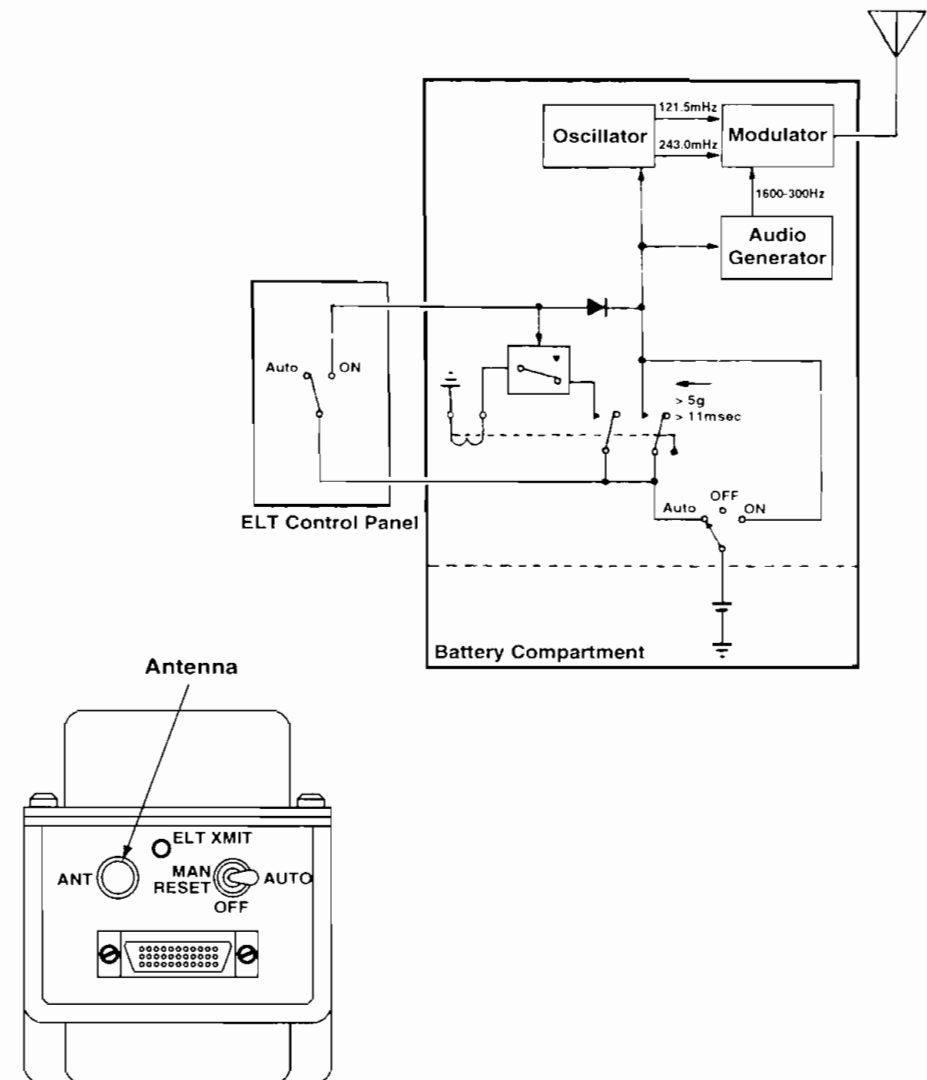 121.5mHz
Oscillator
Modulator
243.0mHz
1600-300Hz
Audio
Generator
Auto
ON
> 5g
> 11msec
ELT Control Panel
OFF
Auto
ON
Battery Compartment
Antenna
ELT XMIT
ANT
MAN
RESET
AUTO
OFF